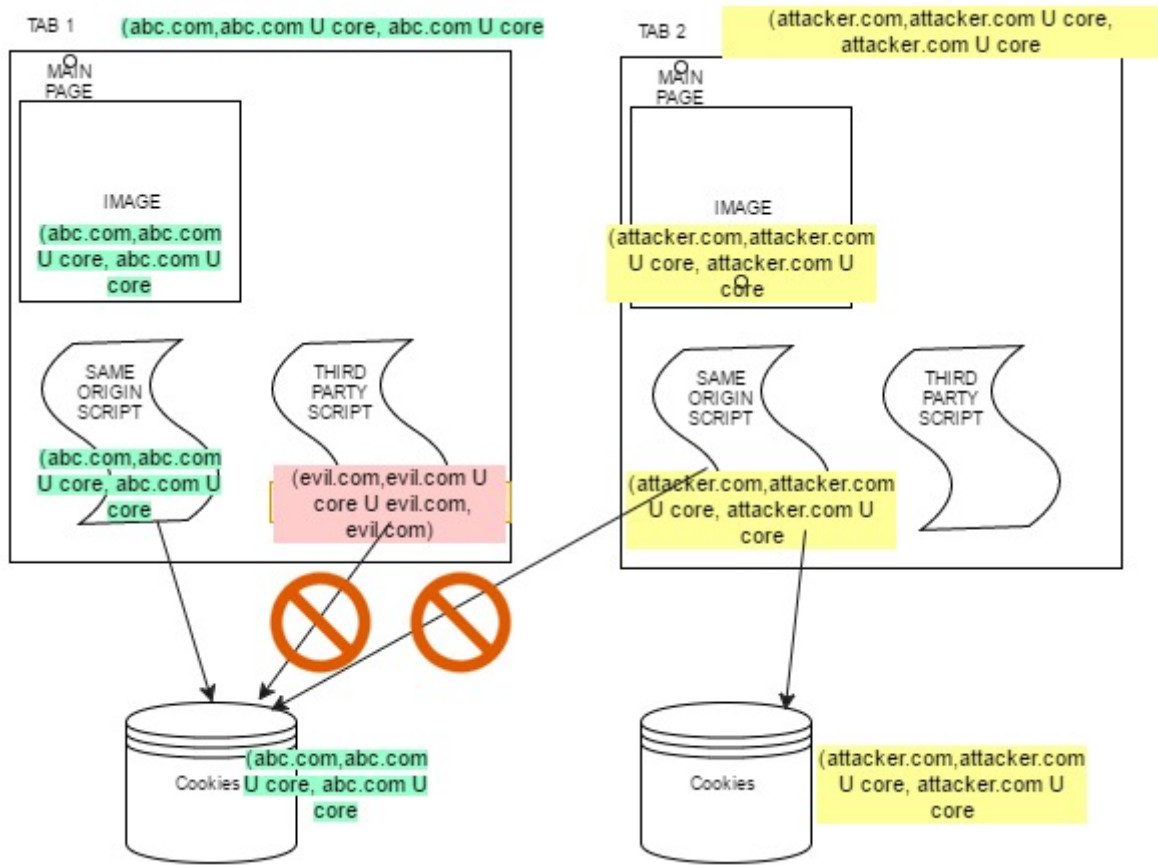 TAB 1
(abc.com,abc.com U core, abc.com U core
MAIN
PAGE
IMAGE
(abc.com,abc.com
U core, abc.com U
core
SAME
ORIGIN
SCRIPT
(abc.com,abc.com
U core, abc.com U
core
THIRD
PARTY
SCRIPT
(evil.com,evil.com U
core U evil.com,
evil.com)
Cookies
(abc.com,abc.com
U core, abc.com U
core
TAB 2
(attacker.com,attacker.com U core,
attacker.com U core
MAIN
PAGE
IMAGE
(attacker.com,attacker.com
U core, attacker.com U
core
SAME
ORIGIN
SCRIPT
(attacker.com,attacker.com
U core, attacker.com U
core
THIRD
PARTY
SCRIPT
Cookies
(attacker.com,attacker.com
U core, attacker.com U
core